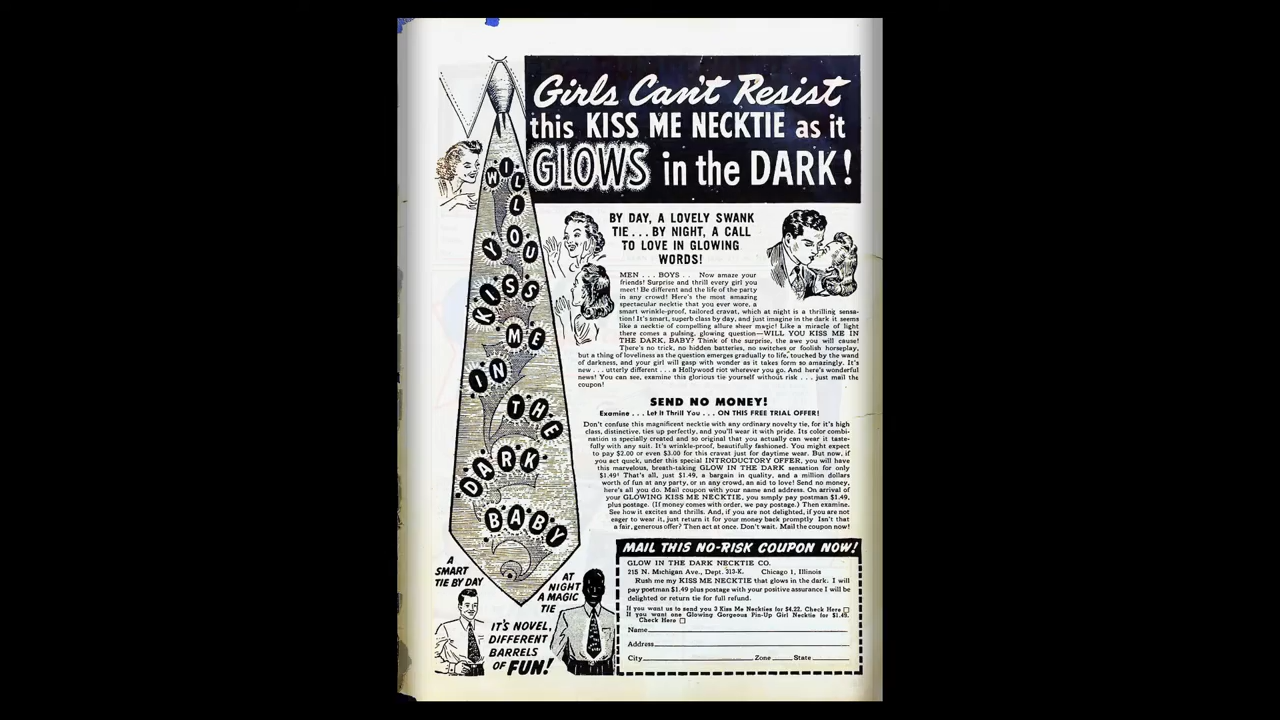 Girls Can't Resist
this KISS ME NECKTIE as it
GLOWS in the DARK!
WILL
YOU
KISS
ME
IN
THE
DARK
BABY
BY DAY, A LOVELY SWANK
TIE...BY NIGHT, A CALL
TO LOVE IN GLOWING
WORDS!
MEN . . . BOYS . . Now amaze your
friends! Surprise and thrill every girl you
meet! Be different and the life of the party
in any crowd! Here's the most amazing
spectacular necktie that you ever wore, a
smart wrinkle-proof, tailored cravat, which at night is a thrilling sensa-
tion! It's smart, superb class by day, and just imagine in the dark it seems
like a necktie of compelling allure sheer magic! Like a miracle of light
there comes a pulsing, glowing question—WILL YOU KISS ME IN
THE DARK, BABY? Think of the surprise, the awe you will cause!
There's no trick, no hidden batteries, no switches or foolish horseplay,
but a thing of loveliness as the question emerges gradually to life, touched by the wand
of darkness, and your girl will gasp with wonder as it takes form so amazingly. It's
new . . . utterly different . . . a Hollywood riot wherever you go. And here's wonderful
news! You can see, examine this glorious tie yourself without risk . . . just mail the
coupon!
SEND NO MONEY!
Examine . . . Let It Thrill You . . . ON THIS FREE TRIAL OFFER!
Don't confuse this magnificent necktie with any ordinary novelty tie, for it's high
class, distinctive, ties up perfectly, and you'll wear it with pride. Its color combi-
nation is specially created and so original that you actually can wear it taste-
fully with any suit. It's wrinkle-proof, beautifully fashioned. You might expect
to pay $2.00 or even $3.00 for this cravat just for daytime wear. But now, if
you act quick, under this special INTRODUCTORY OFFER, you will have
this marvelous, breath-taking GLOW IN THE DARK sensation for only
$1.49! That's all, just $1.49, a bargain in quality, and a million dollars
worth of fun at any party, or in any crowd, an aid to love! Send no money,
here's all you do. Mail coupon with your name and address. On arrival of
your GLOWING KISS ME NECKTIE, you simply pay postman $1.49,
plus postage. (If money comes with order, we pay postage.) Then examine.
See how it excites and thrills. And, if you are not delighted, if you are not
eager to wear it, just return it for your money back promptly Isn't that
a fair, generous offer? Then act at once. Don't wait. Mail the coupon now!
A
SMART
TIE BY DAY
AT
NIGHT
A MAGIC
TIE
IT'S NOVEL,
DIFFERENT
BARRELS
OF FUN!
MAIL THIS NO-RISK COUPON NOW!
GLOW IN THE DARK NECKTIE CO.
215 N. Michigan Ave., Dept. 313-K, Chicago 1, Illinois
Rush me my KISS ME NECKTIE that glows in the dark. I will
pay postman $1.49 plus postage with your positive assurance I will be
delighted or return tie for full refund.
If you want us to send you 3 Kiss Me Neckties for $4.22. Check Here
If you want one Glowing Gorgeous Pin-Up Girl Necktie for $1.49.
Check Here
Name
Address
City Zone State